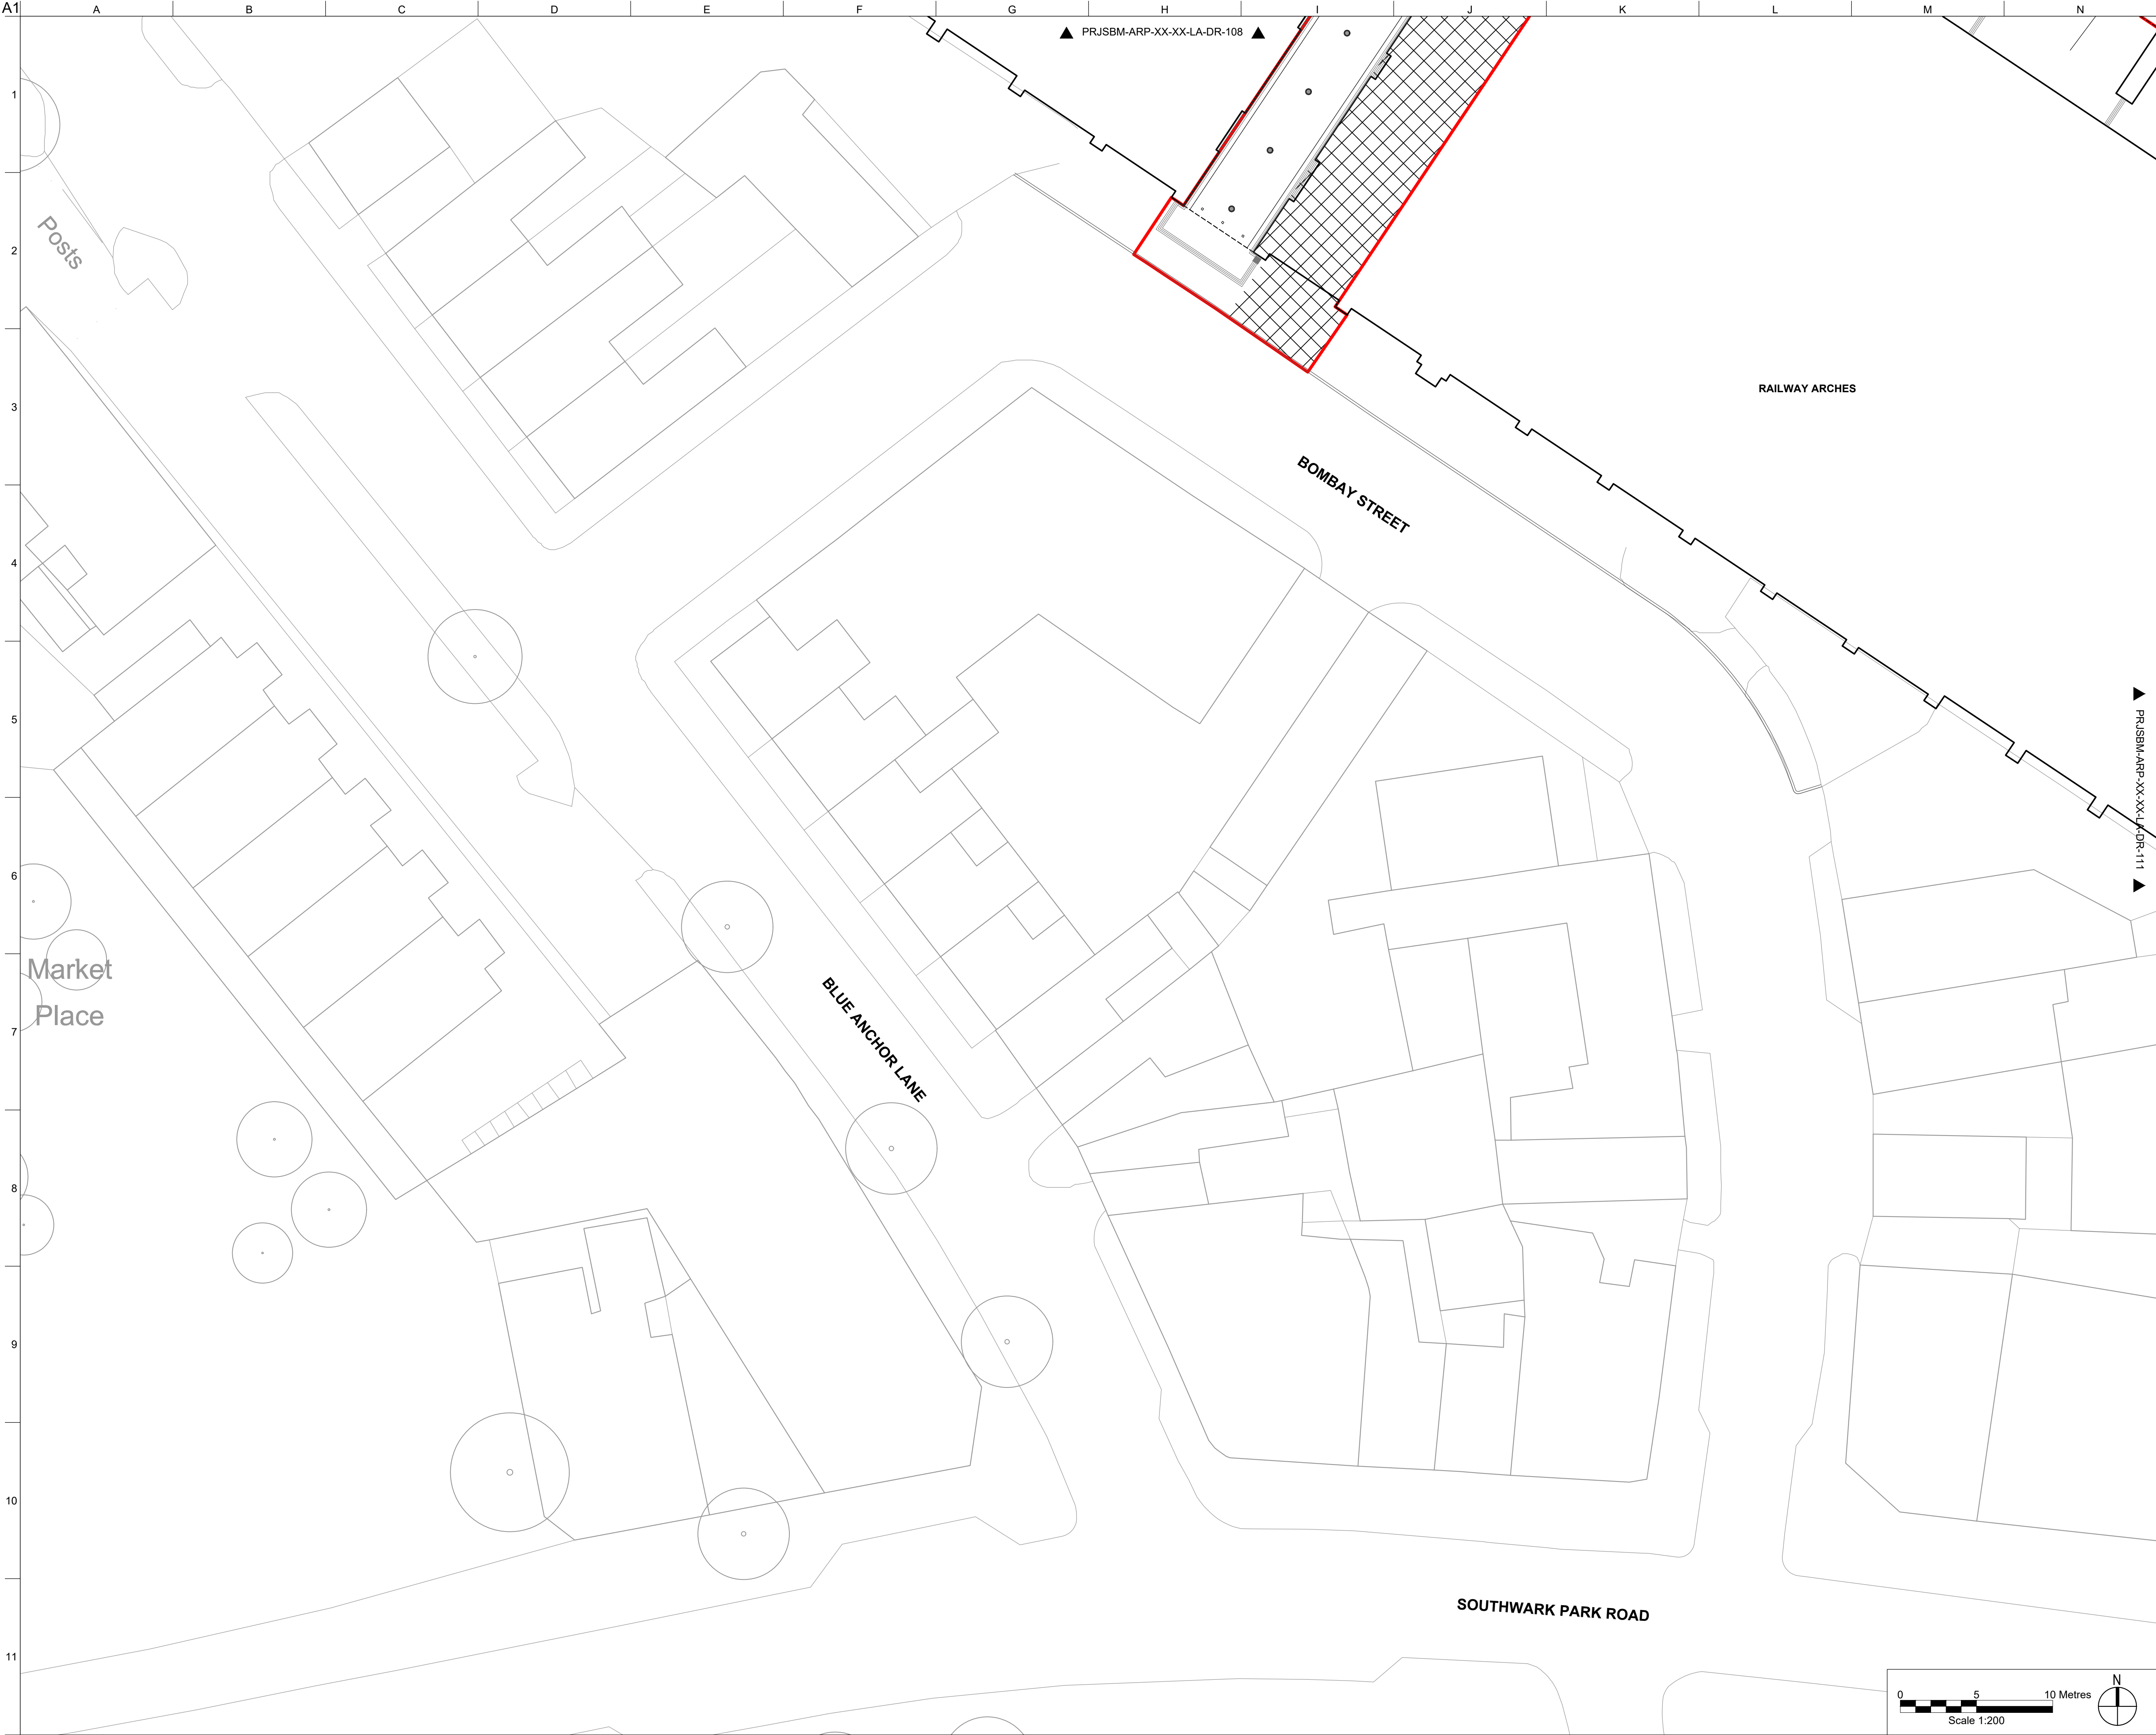 A1
A B C D E F G H I J K L M N
▲ PRJSBM-ARP-XX-XX-LA-DR-108 ▲
1
2
3
4
5
6
7
8
9
10
11
Posts
RAILWAY ARCHES
BOMBAY STREET
PRJSBM-ARP-XX-XX-LA-DR-111
Market
Place
BLUE ANCHOR LANE
SOUTHWARK PARK ROAD
N
0 5 10 Metres
Scale 1:200